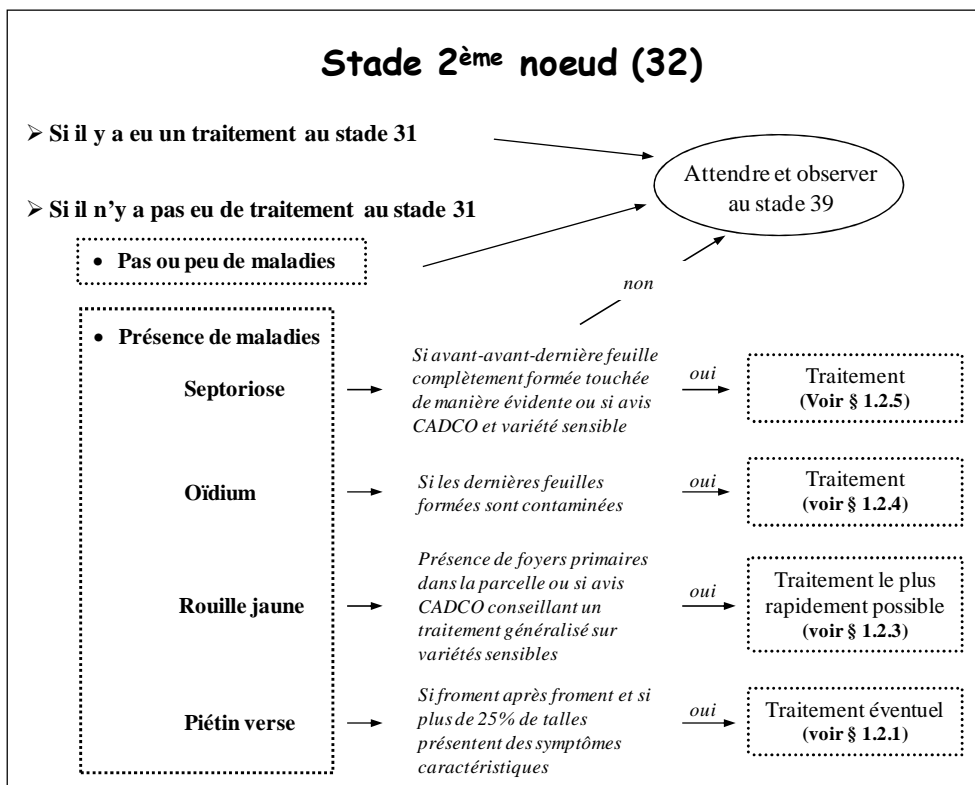 Stade 2ème noeud (32)
➢ Si il y a eu un traitement au stade 31
Attendre et observer
au stade 39
➢ Si il n’y a pas eu de traitement au stade 31
• Pas ou peu de maladies
non
• Présence de maladies
Septoriose
Si avant-avant-dernière feuille
complètement formée touchée
de manière évidente ou si avis
CADCO et variété sensible
oui
Traitement
(Voir § 1.2.5)
Oïdium
Si les dernières feuilles
formées sont contaminées
oui
Traitement
(voir § 1.2.4)
Rouille jaune
Présence de foyers primaires
dans la parcelle ou si avis
CADCO conseillant un
traitement généralisé sur
variétés sensibles
oui
Traitement le plus
rapidement possible
(voir § 1.2.3)
Piétin verse
Si froment après froment et si
plus de 25% de talles
présentent des symptômes
caractéristiques
oui
Traitement éventuel
(voir § 1.2.1)